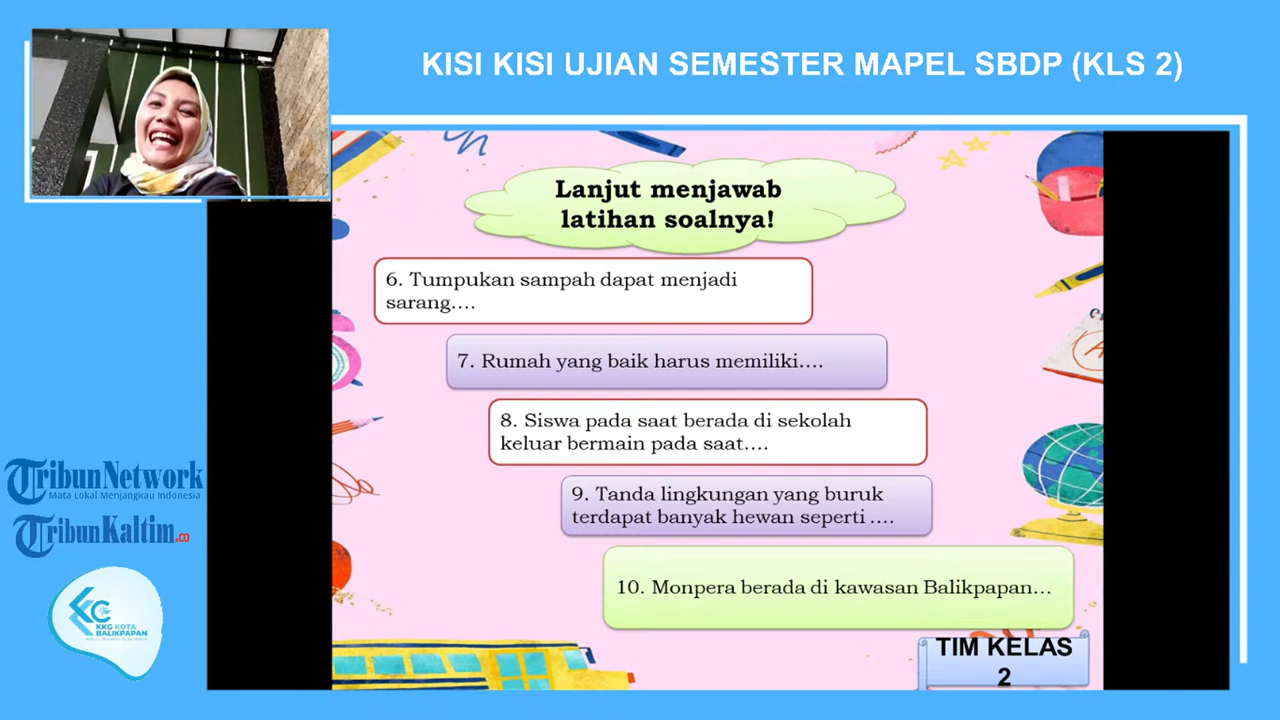 KISI KISI UJIAN SEMESTER MAPEL SBDP (KLS 2)
Lanjut menjawab
latihan soalnya!
6. Tumpukan sampah dapat menjadi
sarang....
7. Rumah yang baik harus memiliki....
8. Siswa pada saat berada di sekolah
keluar bermain pada saat....
9. Tanda lingkungan yang buruk
terdapat banyak hewan seperti ....
10. Monpera berada di kawasan Balikpapan...
TIM KELAS
2
TribunNetwork
Mata Lokal Menjangkau Indonesia
TribunKaltim.co
KKG KOTA
BALIKPAPAN